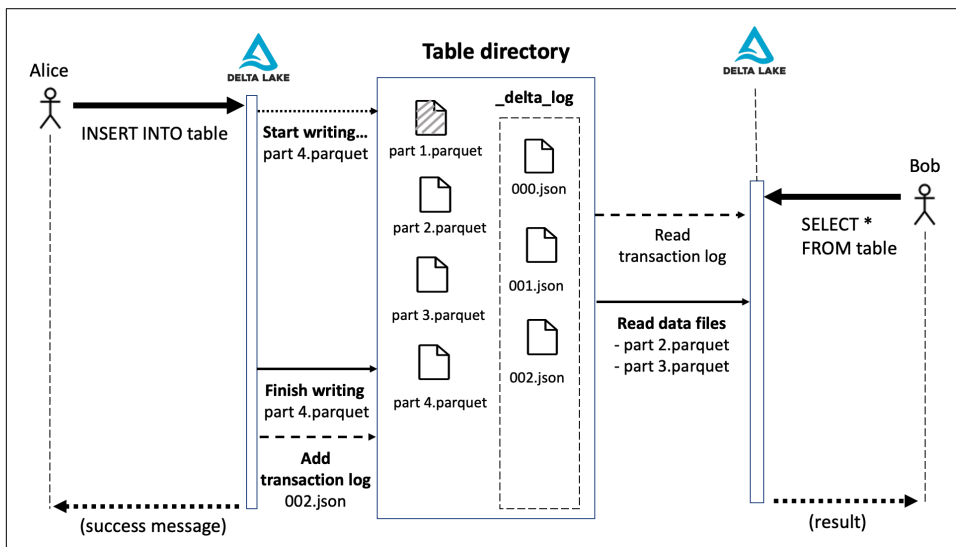 Table directory
Alice
DELTA LAKE
INSERT INTO table
Start writing...
part 4.parquet
Finish writing
part 4.parquet
Add
transaction log
002.json
(success message)
part 1.parquet
part 2.parquet
part 3.parquet
part 4.parquet
_delta_log
000.json
001.json
002.json
DELTA LAKE
Bob
SELECT *
FROM table
Read
transaction log
Read data files
- part 2.parquet
- part 3.parquet
(result)